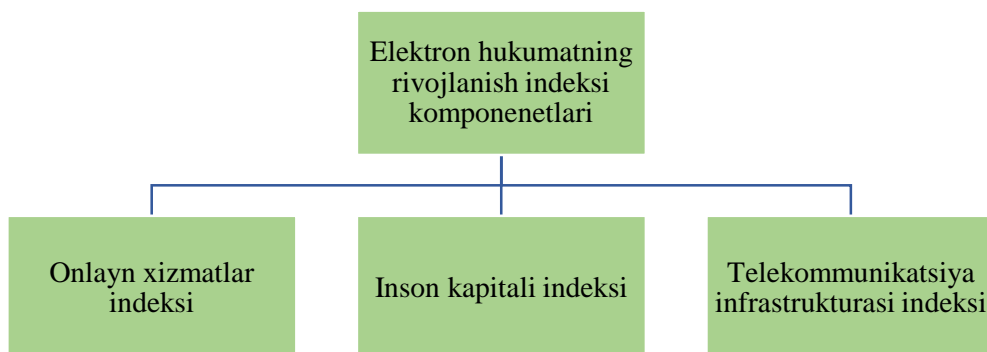 Elektron hukumatning
rivojlanish indeksi
komponenetlari
Onlayn xizmatlar
indeksi
Inson kapitali indeksi
Telekommunikatsiya
infrastrukturasi indeksi